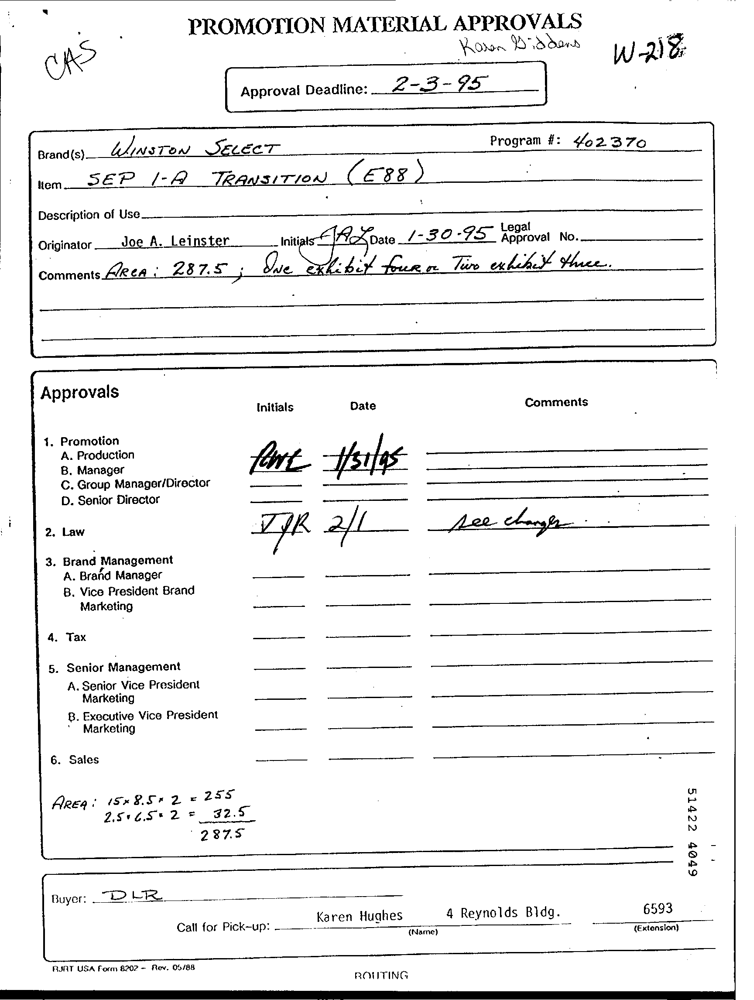 PROMOTION MATERIAL APPROVALS
CAS
Karen Giddens
W-218
Approval Deadline: 2-3-95
Brand(s) WINSTON SELECT Program #: 402370
Item SEP 1-A TRANSITION (E88)
Description of Use
Originator Joe A. Leinster Initials JAL Date 1-30-95 Legal Approval No.
Comments AREA: 287.5; One exhibit four or Two exhibit three.
Approvals
Initials Date Comments
1. Promotion
A. Production
B. Manager 1/31/95
C. Group Manager/Director
D. Senior Director
2. Law TJR 2/1 see changes
3. Brand Management
A. Brand Manager
B. Vice President Brand
Marketing
4. Tax
5. Senior Management
A. Senior Vice President
Marketing
B. Executive Vice President
Marketing
6. Sales
AREA: 15 x 8.5 x 2 = 255
2.5 x 6.5 x 2 = 32.5
287.5
51422 4049
Buyer: DLR
Call for Pick-up: Karen Hughes 4 Reynolds Bldg. 6593
(Name) (Extension)
RJRT USA Form 8202 - Rev. 05/88
ROUTING